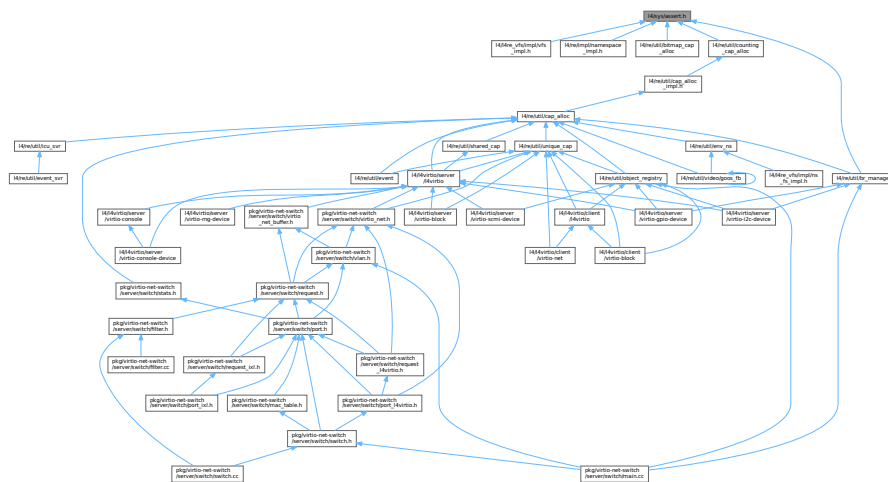 l4/sys/assert.h
l4/l4re_vfs/impl/vfs
_impl.h
l4/re/impl/namespace
_impl.h
l4/re/util/bitmap_cap
_alloc
l4/re/util/counting
_cap_alloc
l4/re/util/cap_alloc
_impl.h
l4/re/util/cap_alloc
l4/re/util/icu_svr
l4/re/util/shared_cap
l4/re/util/unique_cap
l4/re/util/env_ns
l4/re/util/event_svr
l4/re/util/event
l4/l4virtio/server
/l4virtio
l4/re/util/object_registry
l4/re/util/video/goos_fb
l4/l4re_vfs/impl/ns
_fs_impl.h
l4/re/util/br_manager
l4/l4virtio/server
/virtio-console
l4/l4virtio/server
/virtio-rng-device
pkg/virtio-net-switch
/server/switch/virtio
_net_buffer.h
pkg/virtio-net-switch
/server/switch/virtio_net.h
l4/l4virtio/server
/virtio-block
l4/l4virtio/server
/virtio-scmi-device
l4/l4virtio/client
/l4virtio
l4/l4virtio/server
/virtio-gpio-device
l4/l4virtio/server
/virtio-i2c-device
l4/l4virtio/server
/virtio-console-device
pkg/virtio-net-switch
/server/switch/vlan.h
l4/l4virtio/client
/virtio-net
l4/l4virtio/client
/virtio-block
pkg/virtio-net-switch
/server/switch/stats.h
pkg/virtio-net-switch
/server/switch/request.h
pkg/virtio-net-switch
/server/switch/filter.h
pkg/virtio-net-switch
/server/switch/port.h
pkg/virtio-net-switch
/server/switch/filter.cc
pkg/virtio-net-switch
/server/switch/request_ixl.h
pkg/virtio-net-switch
/server/switch/request
_l4virtio.h
pkg/virtio-net-switch
/server/switch/port_ixl.h
pkg/virtio-net-switch
/server/switch/mac_table.h
pkg/virtio-net-switch
/server/switch/port_l4virtio.h
pkg/virtio-net-switch
/server/switch/switch.h
pkg/virtio-net-switch
/server/switch/switch.cc
pkg/virtio-net-switch
/server/switch/main.cc